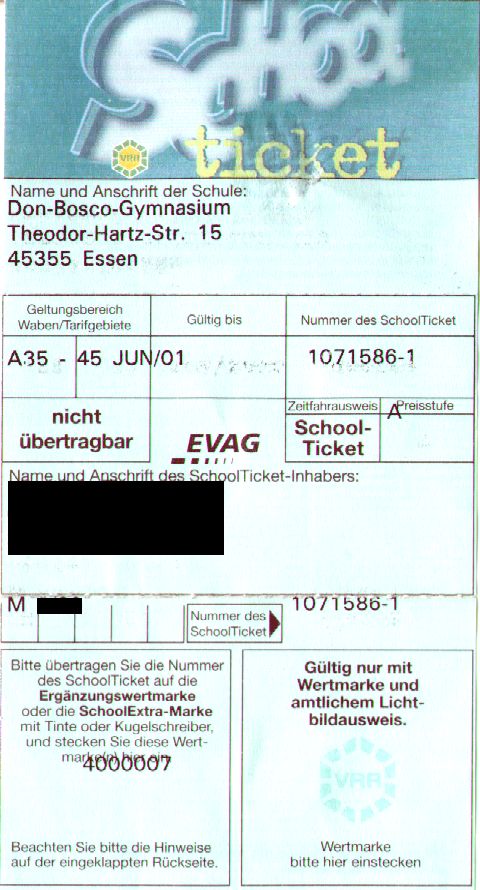 School
ticket
VRR
Name und Anschrift der Schule:
Don-Bosco-Gymnasium
Theodor-Hartz-Str. 15
45355 Essen
Geltungsbereich
Waben/Tarifgebiete
Gültig bis
Nummer des SchoolTicket
A35 - 45 JUN/01
1071586-1
nicht
übertragbar
EVAG
Zeitfahrausweis
School-
Ticket
Preisstufe
A
Name und Anschrift des SchoolTicket-Inhabers:
M
Nummer des
SchoolTicket
1071586-1
Bitte übertragen Sie die Nummer
des SchoolTicket auf die
Ergänzungswertmarke
oder die SchoolExtra-Marke
mit Tinte oder Kugelschreiber,
und stecken Sie diese Wert-
marke(n) hier ein.
4000007
Beachten Sie bitte die Hinweise
auf der eingeklappten Rückseite.
Gültig nur mit
Wertmarke und
amtlichem Licht-
bildausweis.
VRR
Wertmarke
bitte hier einstecken